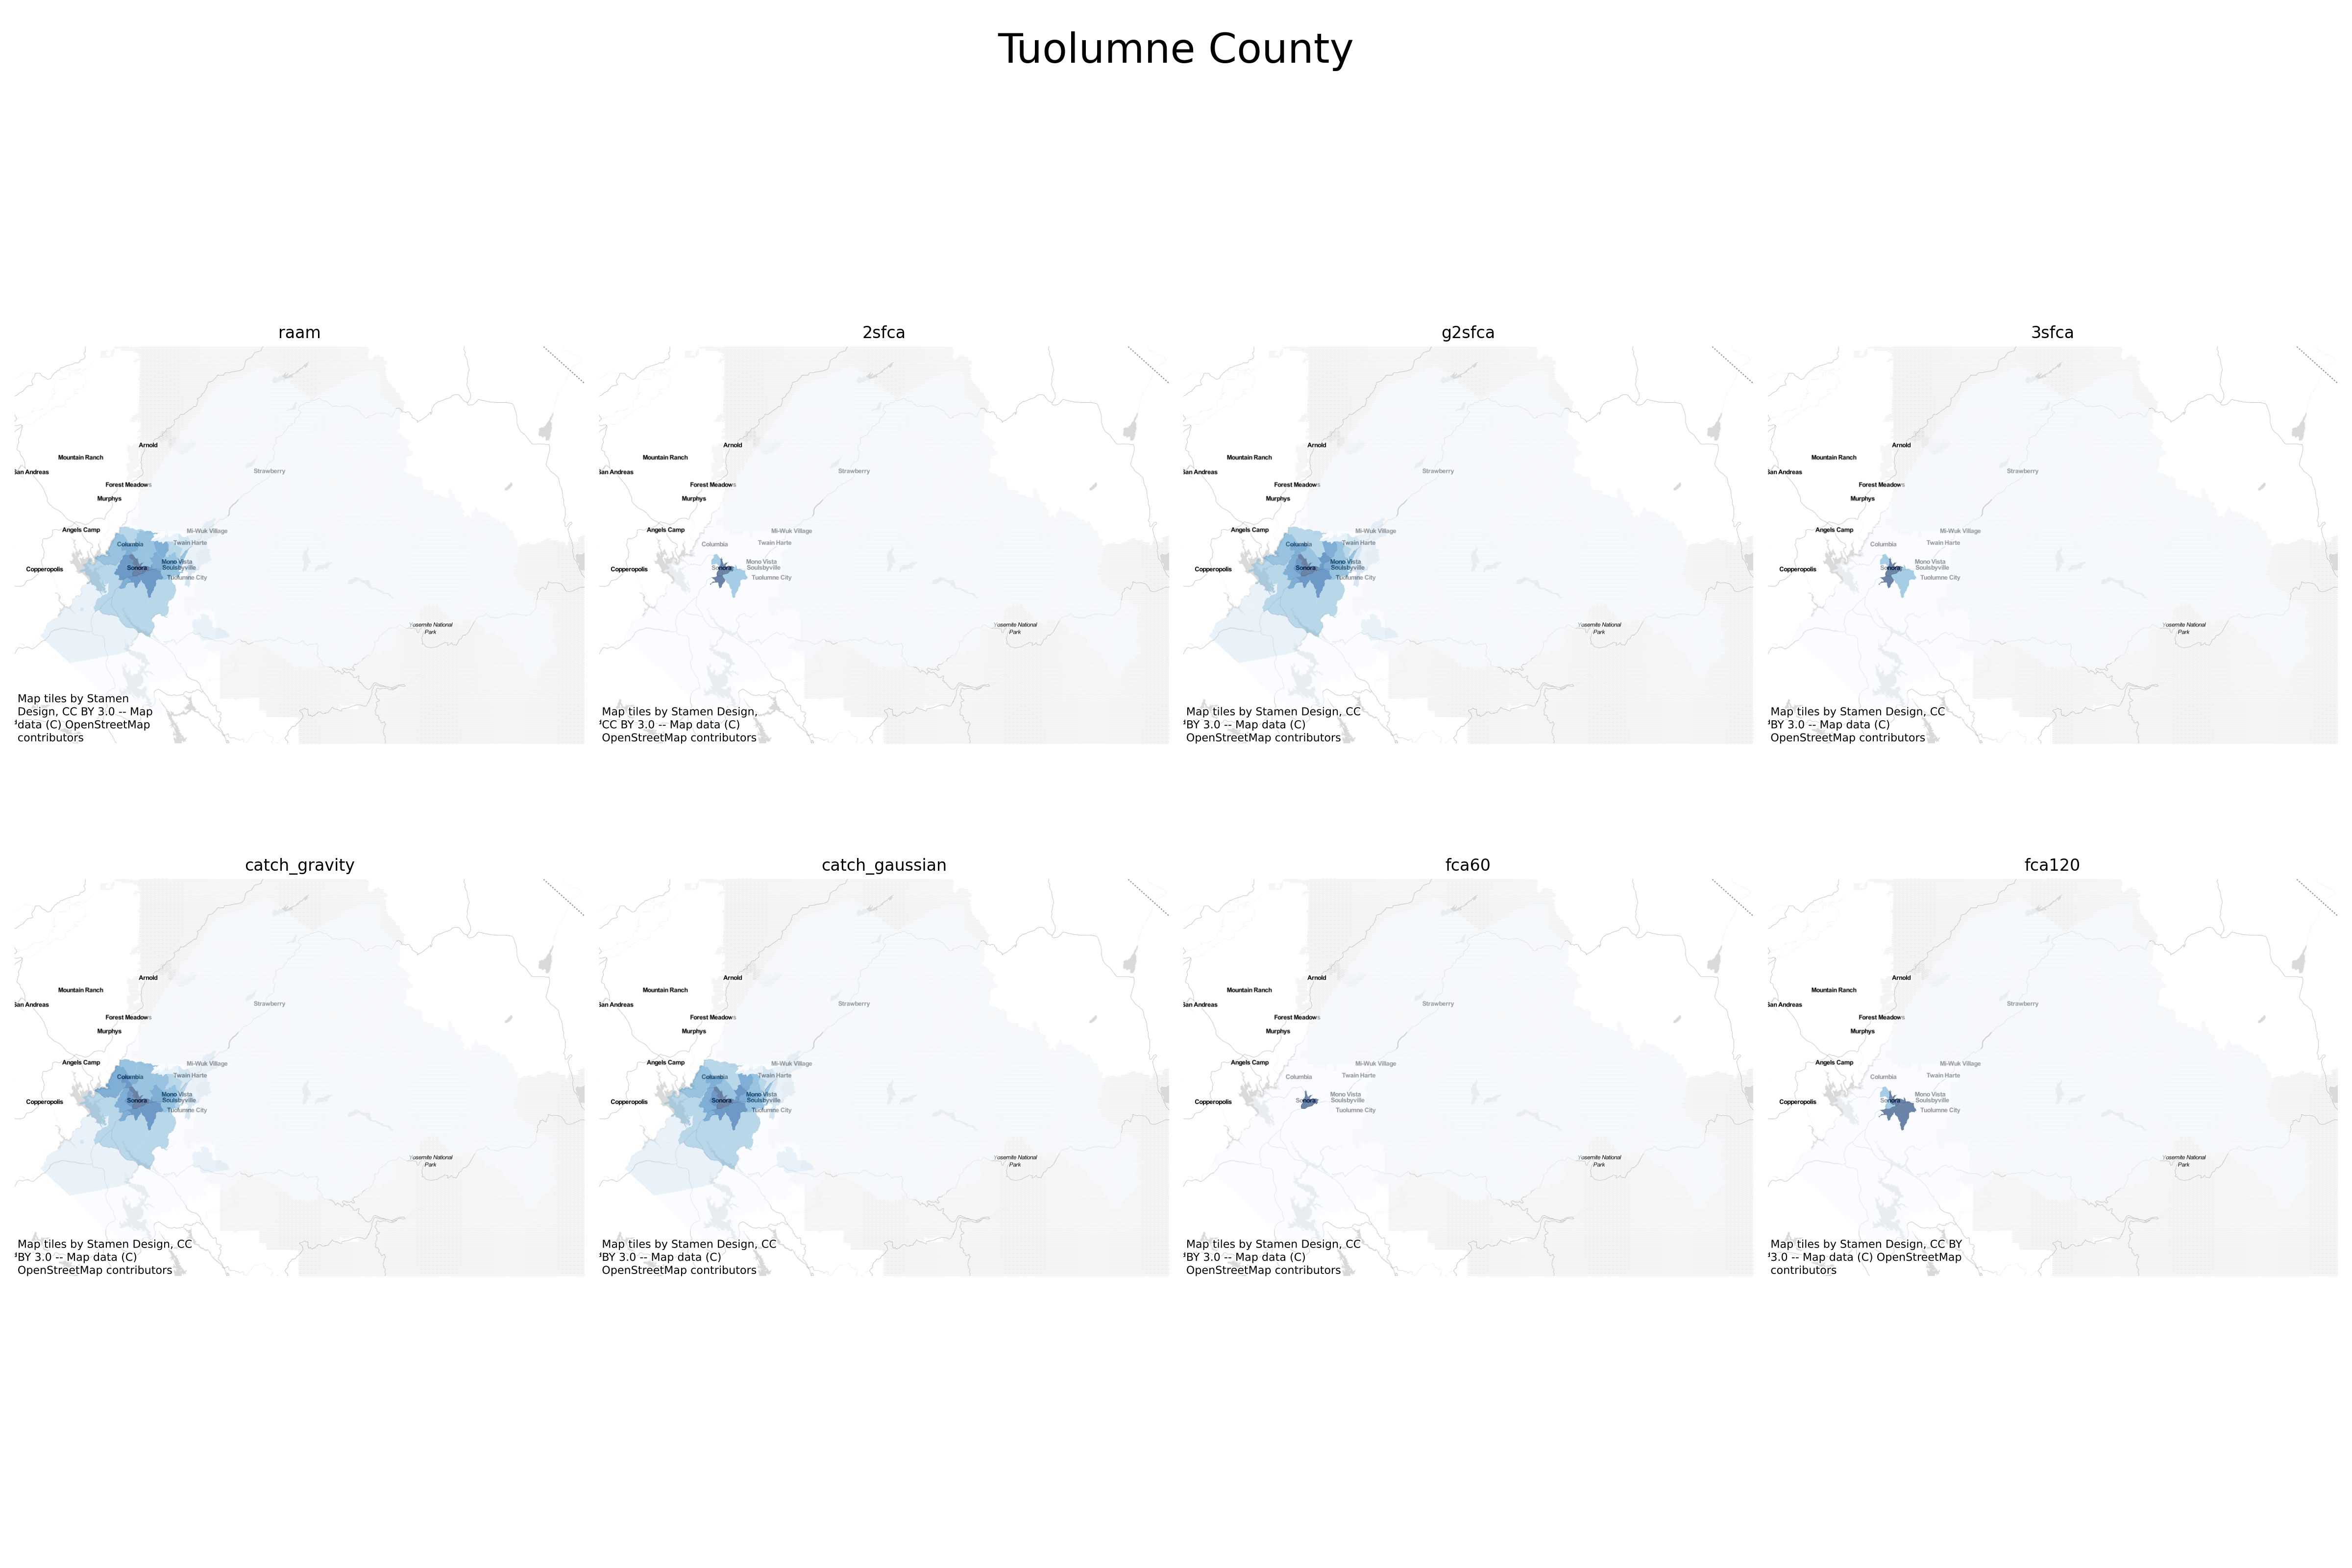 Tuolumne County
raam
Arnold
Mountain Ranch
San Andreas
Strawberry
Forest Meadows
Murphys
Angels Camp
Mi-Wuk Village
Columbia
Twain Harte
Mono Vista
Sonora
Soulsbyville
Copperopolis
Tuolumne City
Yosemite National
Park
Map tiles by Stamen
Design, CC BY 3.0 -- Map
data (C) OpenStreetMap
contributors
2sfca
Arnold
Mountain Ranch
San Andreas
Strawberry
Forest Meadows
Murphys
Angels Camp
Mi-Wuk Village
Columbia
Twain Harte
Mono Vista
Sonora
Soulsbyville
Copperopolis
Tuolumne City
Yosemite National
Park
Map tiles by Stamen Design,
CC BY 3.0 -- Map data (C)
OpenStreetMap contributors
g2sfca
Arnold
Mountain Ranch
San Andreas
Strawberry
Forest Meadows
Murphys
Angels Camp
Mi-Wuk Village
Columbia
Twain Harte
Mono Vista
Sonora
Soulsbyville
Copperopolis
Tuolumne City
Yosemite National
Park
Map tiles by Stamen Design, CC
BY 3.0 -- Map data (C)
OpenStreetMap contributors
3sfca
Arnold
Mountain Ranch
San Andreas
Strawberry
Forest Meadows
Murphys
Angels Camp
Mi-Wuk Village
Columbia
Twain Harte
Mono Vista
Sonora
Soulsbyville
Copperopolis
Tuolumne City
Yosemite National
Park
Map tiles by Stamen Design, CC
BY 3.0 -- Map data (C)
OpenStreetMap contributors
catch_gravity
Arnold
Mountain Ranch
San Andreas
Strawberry
Forest Meadows
Murphys
Angels Camp
Mi-Wuk Village
Columbia
Twain Harte
Mono Vista
Sonora
Soulsbyville
Copperopolis
Tuolumne City
Yosemite National
Park
Map tiles by Stamen Design, CC
BY 3.0 -- Map data (C)
OpenStreetMap contributors
catch_gaussian
Arnold
Mountain Ranch
San Andreas
Strawberry
Forest Meadows
Murphys
Angels Camp
Mi-Wuk Village
Columbia
Twain Harte
Mono Vista
Sonora
Soulsbyville
Copperopolis
Tuolumne City
Yosemite National
Park
Map tiles by Stamen Design, CC
BY 3.0 -- Map data (C)
OpenStreetMap contributors
fca60
Arnold
Mountain Ranch
San Andreas
Strawberry
Forest Meadows
Murphys
Angels Camp
Mi-Wuk Village
Columbia
Twain Harte
Mono Vista
Sonora
Soulsbyville
Copperopolis
Tuolumne City
Yosemite National
Park
Map tiles by Stamen Design, CC
BY 3.0 -- Map data (C)
OpenStreetMap contributors
fca120
Arnold
Mountain Ranch
San Andreas
Strawberry
Forest Meadows
Murphys
Angels Camp
Mi-Wuk Village
Columbia
Twain Harte
Mono Vista
Sonora
Soulsbyville
Copperopolis
Tuolumne City
Yosemite National
Park
Map tiles by Stamen Design, CC BY
3.0 -- Map data (C) OpenStreetMap
contributors